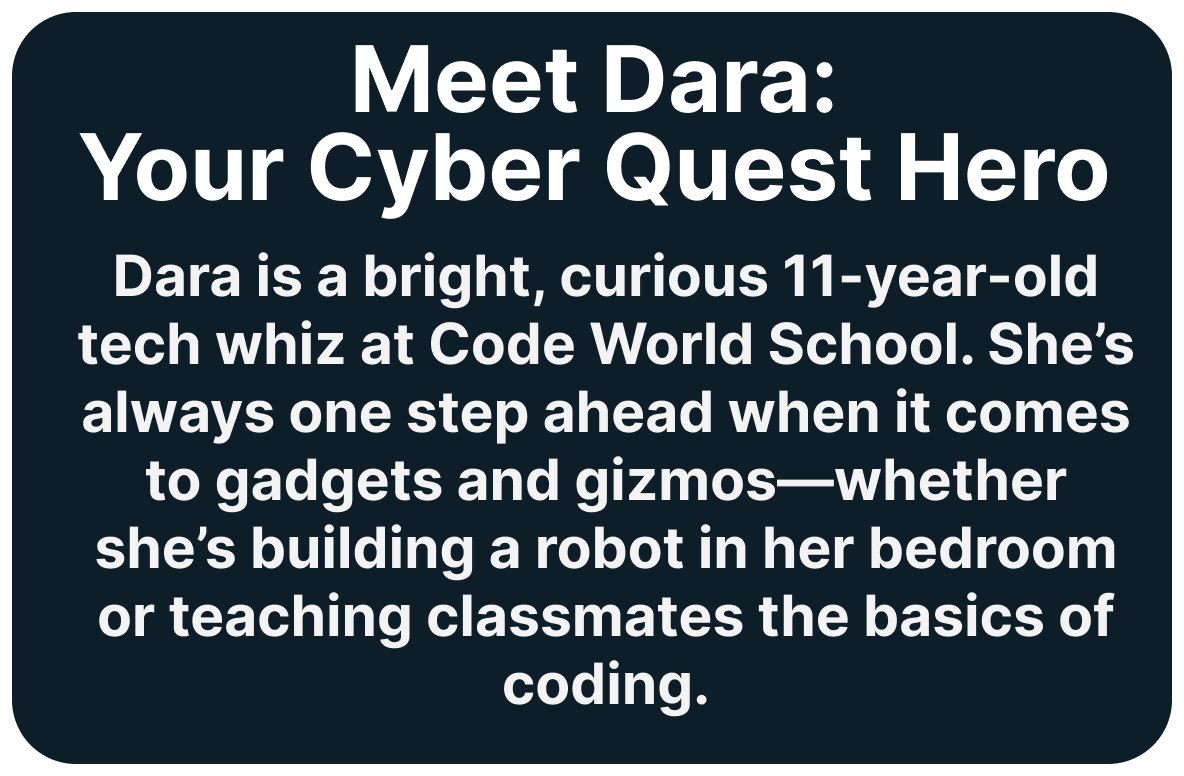 Meet Dara:
Your Cyber Quest Hero
Dara is a bright, curious 11-year-old
tech whiz at Code World School. She’s
always one step ahead when it comes
to gadgets and gizmos—whether
she’s building a robot in her bedroom
or teaching classmates the basics of
coding.